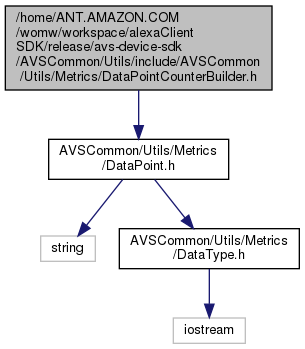 /home/ANT.AMAZON.COM
/womw/workspace/alexaClient
SDK/release/avs-device-sdk
/AVSCommon/Utils/include/AVSCommon
/Utils/Metrics/DataPointCounterBuilder.h
AVSCommon/Utils/Metrics
/DataPoint.h
string
AVSCommon/Utils/Metrics
/DataType.h
iostream